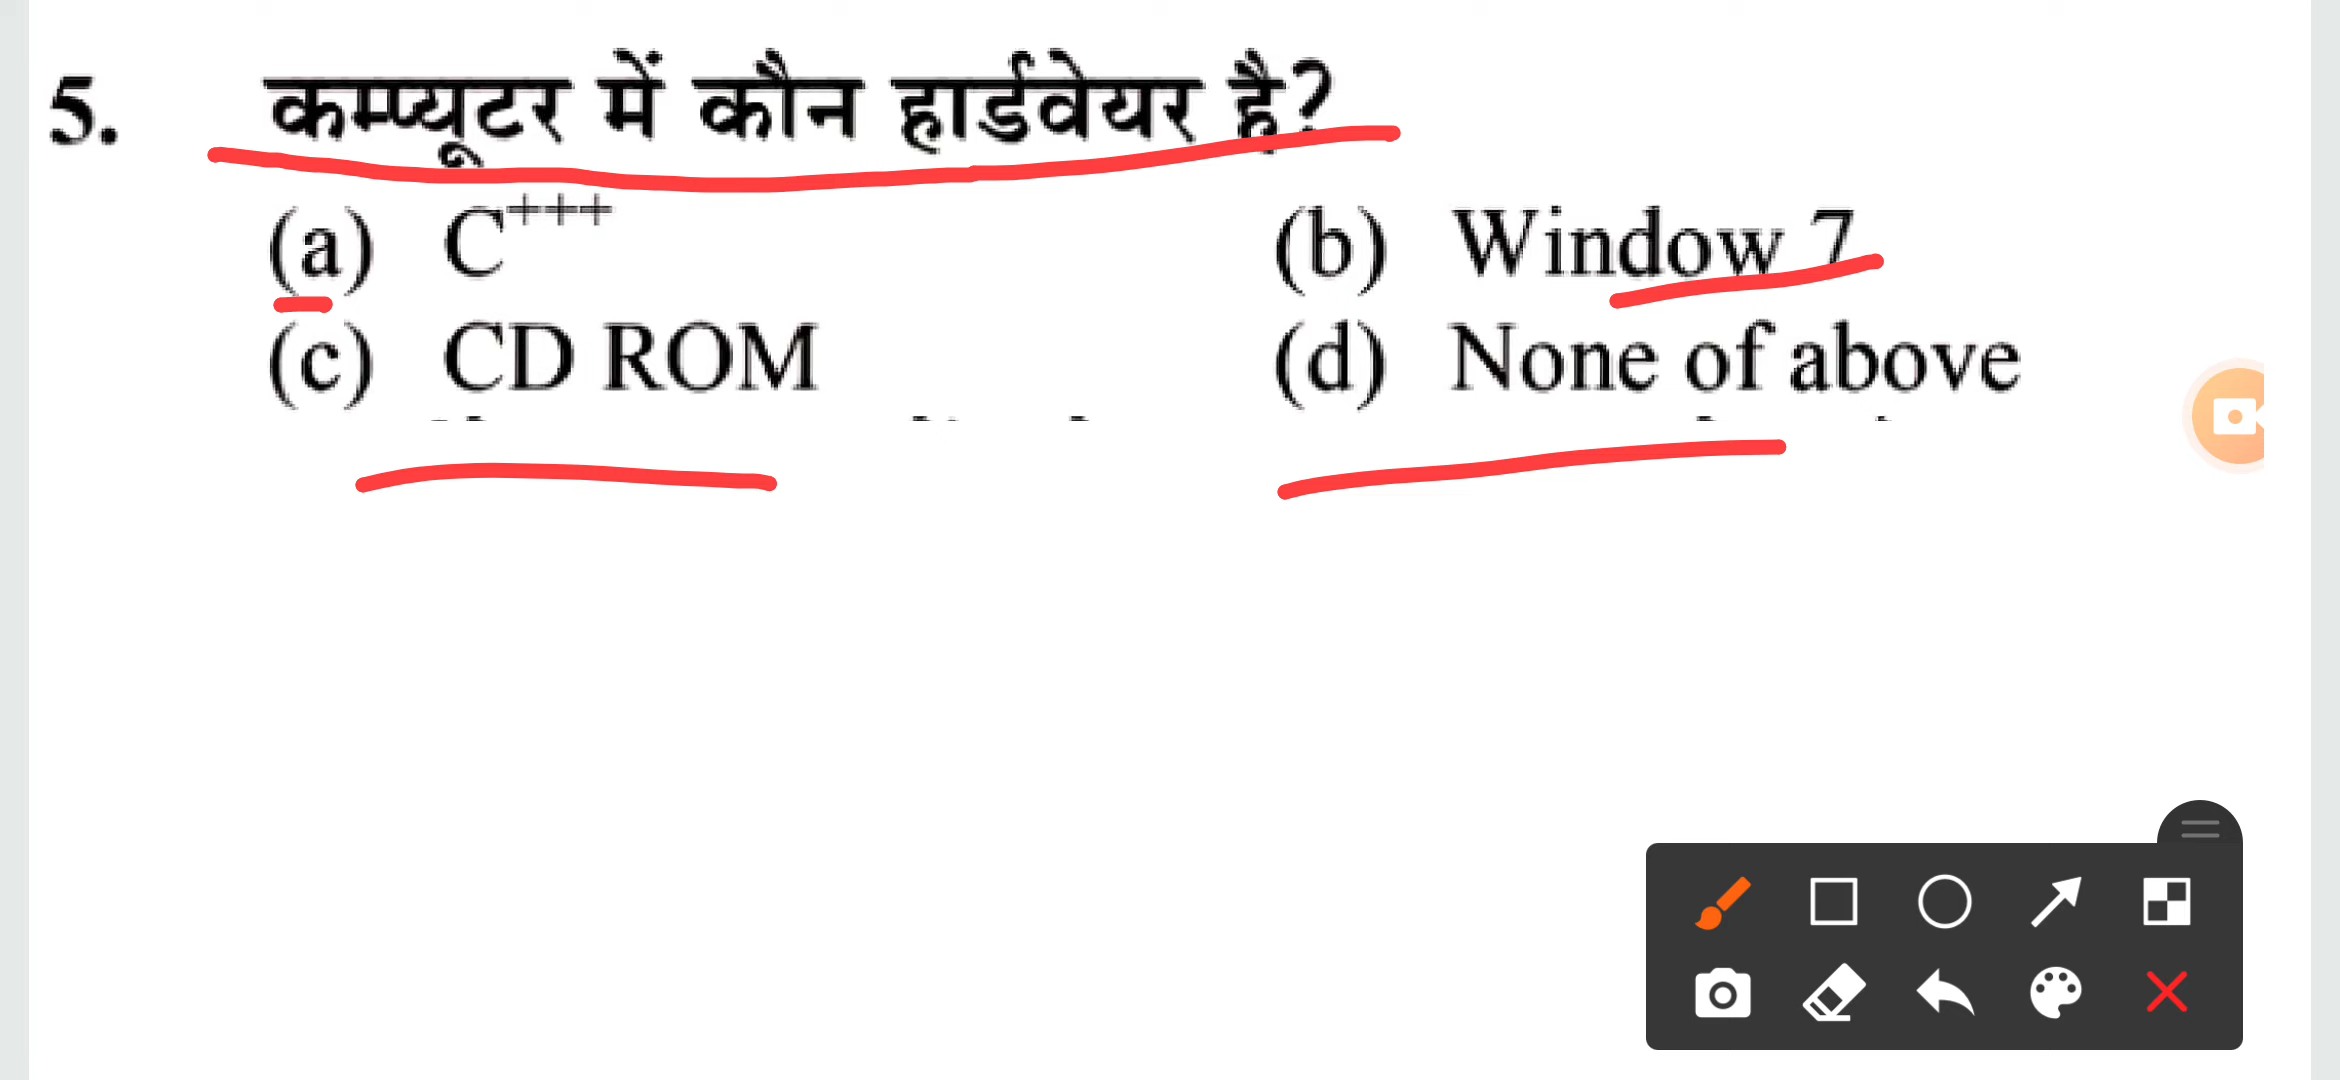 5. कम्प्यूटर में कौन हार्डवेयर है?
(a) C+++ (b) Window 7
(c) CD ROM (d) None of above